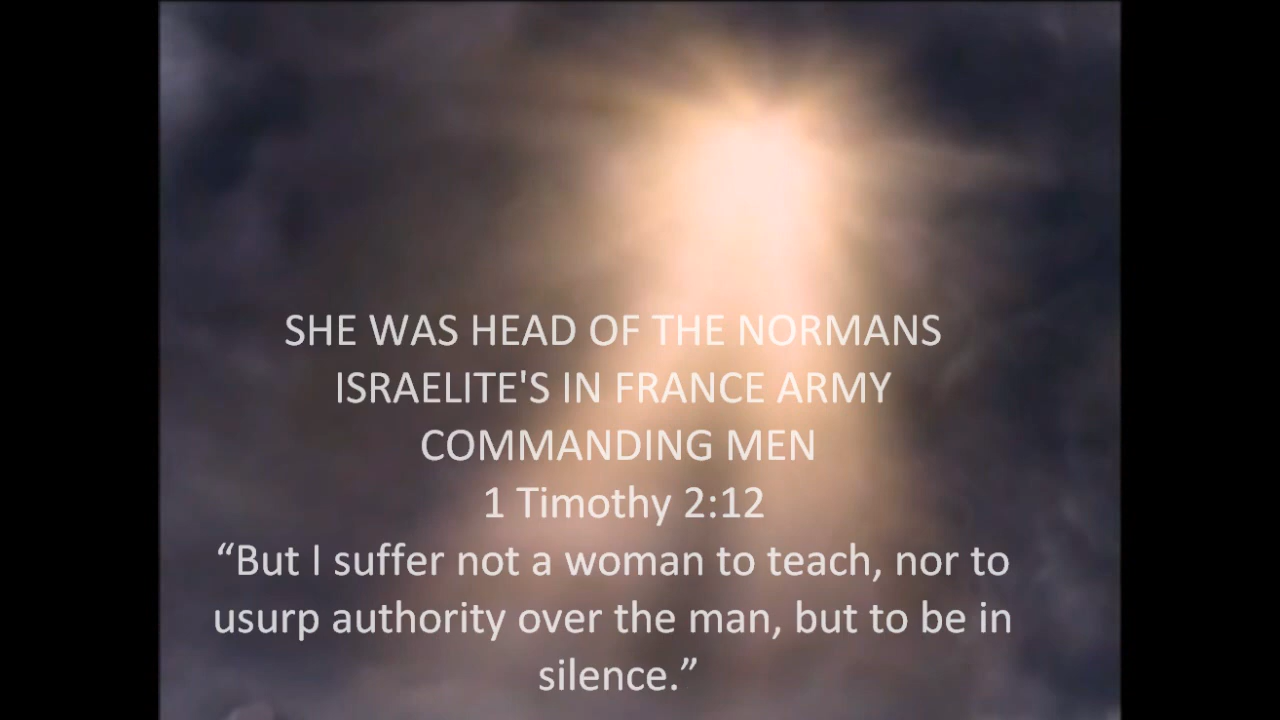 SHE WAS HEAD OF THE NORMANS
ISRAELITE'S IN FRANCE ARMY
COMMANDING MEN
1 Timothy 2:12
“But I suffer not a woman to teach, nor to
usurp authority over the man, but to be in
silence.”